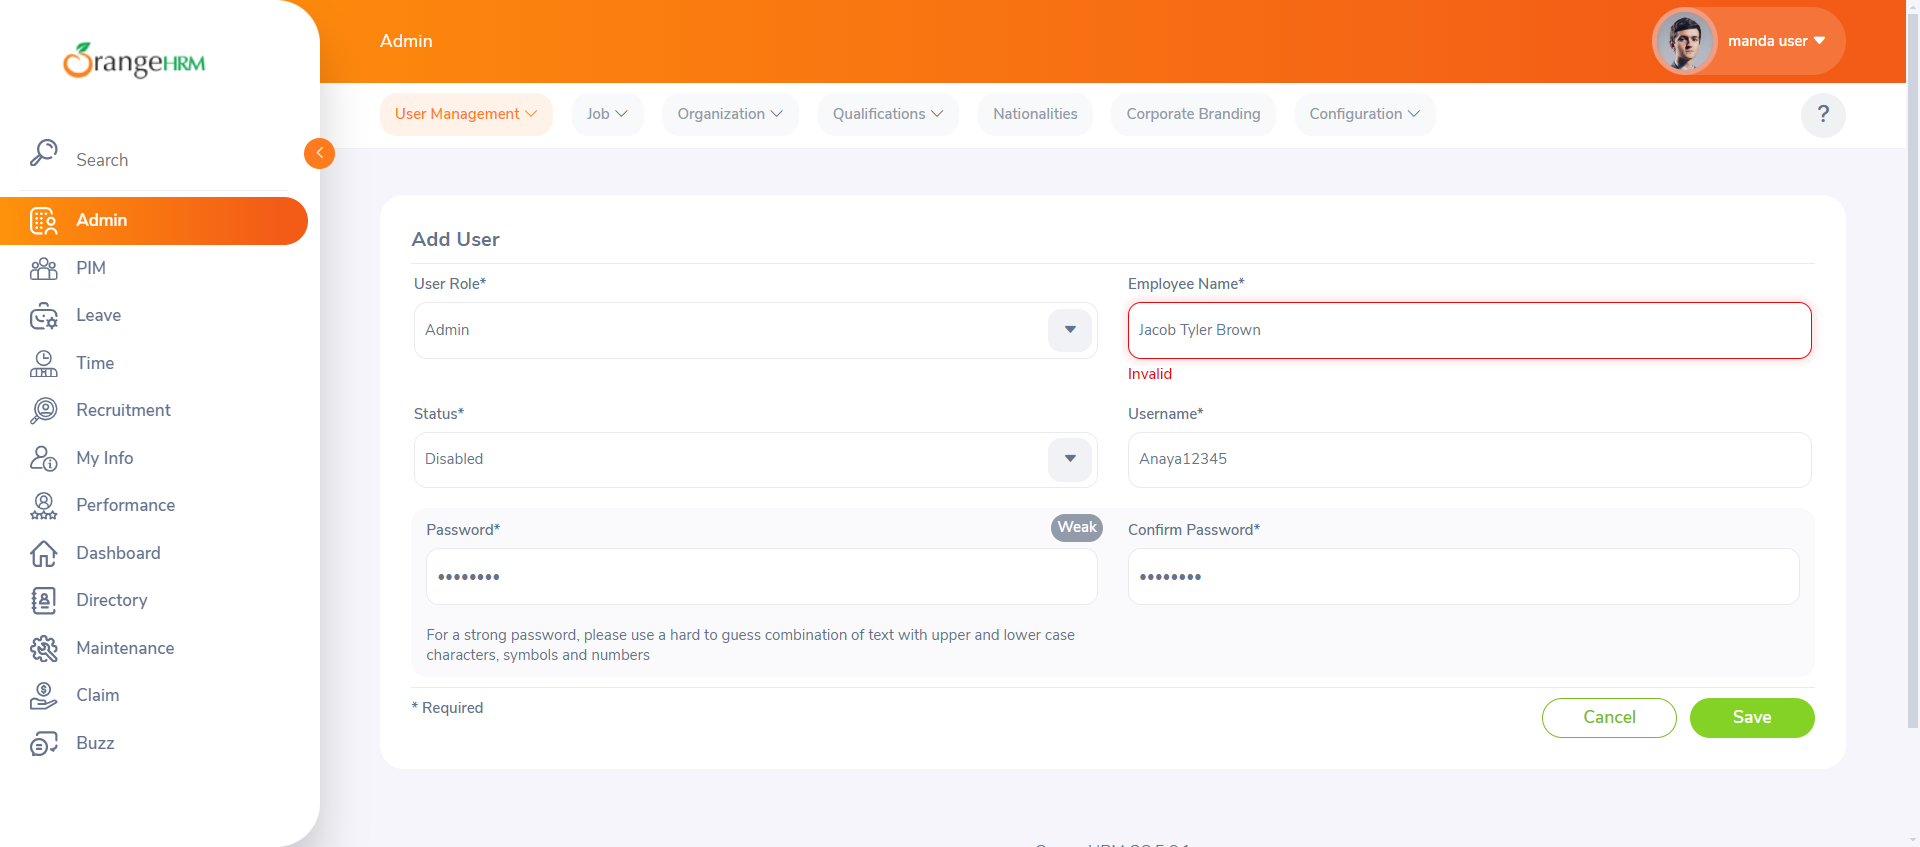 OrangeHRM
Admin
manda user
User Management
Job
Organization
Qualifications
Nationalities
Corporate Branding
Configuration
?
Search
Admin
PIM
Leave
Time
Recruitment
My Info
Performance
Dashboard
Directory
Maintenance
Claim
Buzz
Add User
User Role*
Employee Name*
Admin
Jacob Tyler Brown
Invalid
Status*
Username*
Disabled
Anaya12345
Password*
Weak
Confirm Password*
••••••••
••••••••
For a strong password, please use a hard to guess combination of text with upper and lower case
characters, symbols and numbers
* Required
Cancel
Save